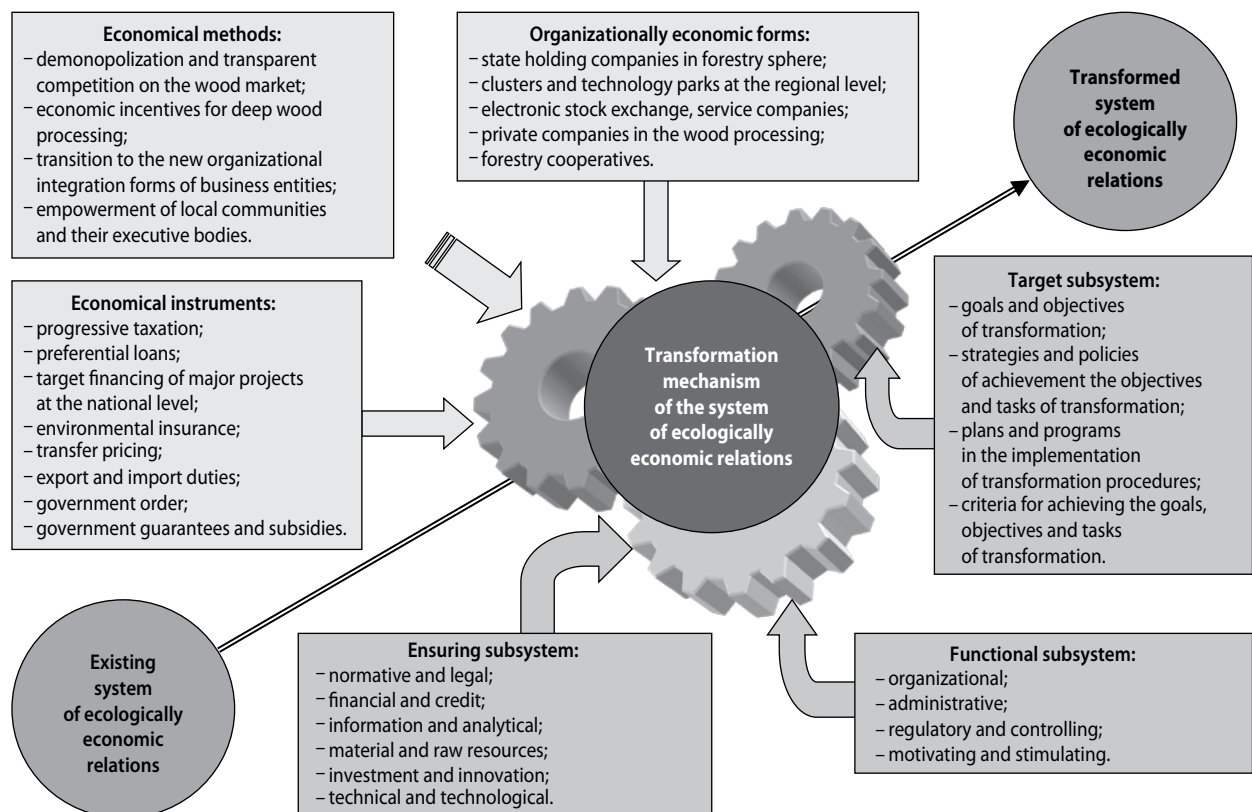 Economical methods:
– demonopolization and transparent
competition on the wood market;
– economic incentives for deep wood
processing;
– transition to the new organizational
integration forms of business entities;
– empowerment of local communities
and their executive bodies.
Organizationally economic forms:
– state holding companies in forestry sphere;
– clusters and technology parks at the regional level;
– electronic stock exchange, service companies;
– private companies in the wood processing;
– forestry cooperatives.
Transformed
system
of ecologically
economic
relations
Economical instruments:
– progressive taxation;
– preferential loans;
– target financing of major projects
at the national level;
– environmental insurance;
– transfer pricing;
– export and import duties;
– government order;
– government guarantees and subsidies.
Transformation
mechanism
of the system
of ecologically
economic relations
Target subsystem:
– goals and objectives
of transformation;
– strategies and policies
of achievement the objectives
and tasks of transformation;
– plans and programs
in the implementation
of transformation procedures;
– criteria for achieving the goals,
objectives and tasks
of transformation.
Existing
system
of ecologically
economic
relations
Ensuring subsystem:
– normative and legal;
– financial and credit;
– information and analytical;
– material and raw resources;
– investment and innovation;
– technical and technological.
Functional subsystem:
– organizational;
– administrative;
– regulatory and controlling;
– motivating and stimulating.